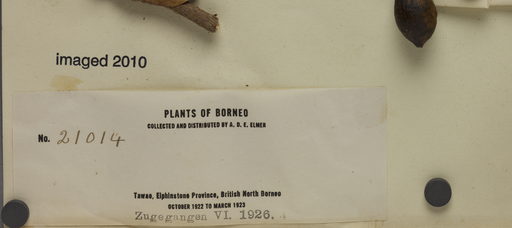 imaged 2010
PLANTS OF BORNEO
COLLECTED AND DISTRIBUTED BY A. D. E. ELMER
No. 21014
Tawao, Elphinstone Province, British North Borneo
OCTOBER 1922 TO MARCH 1923
Zugegangen VI. 1926.